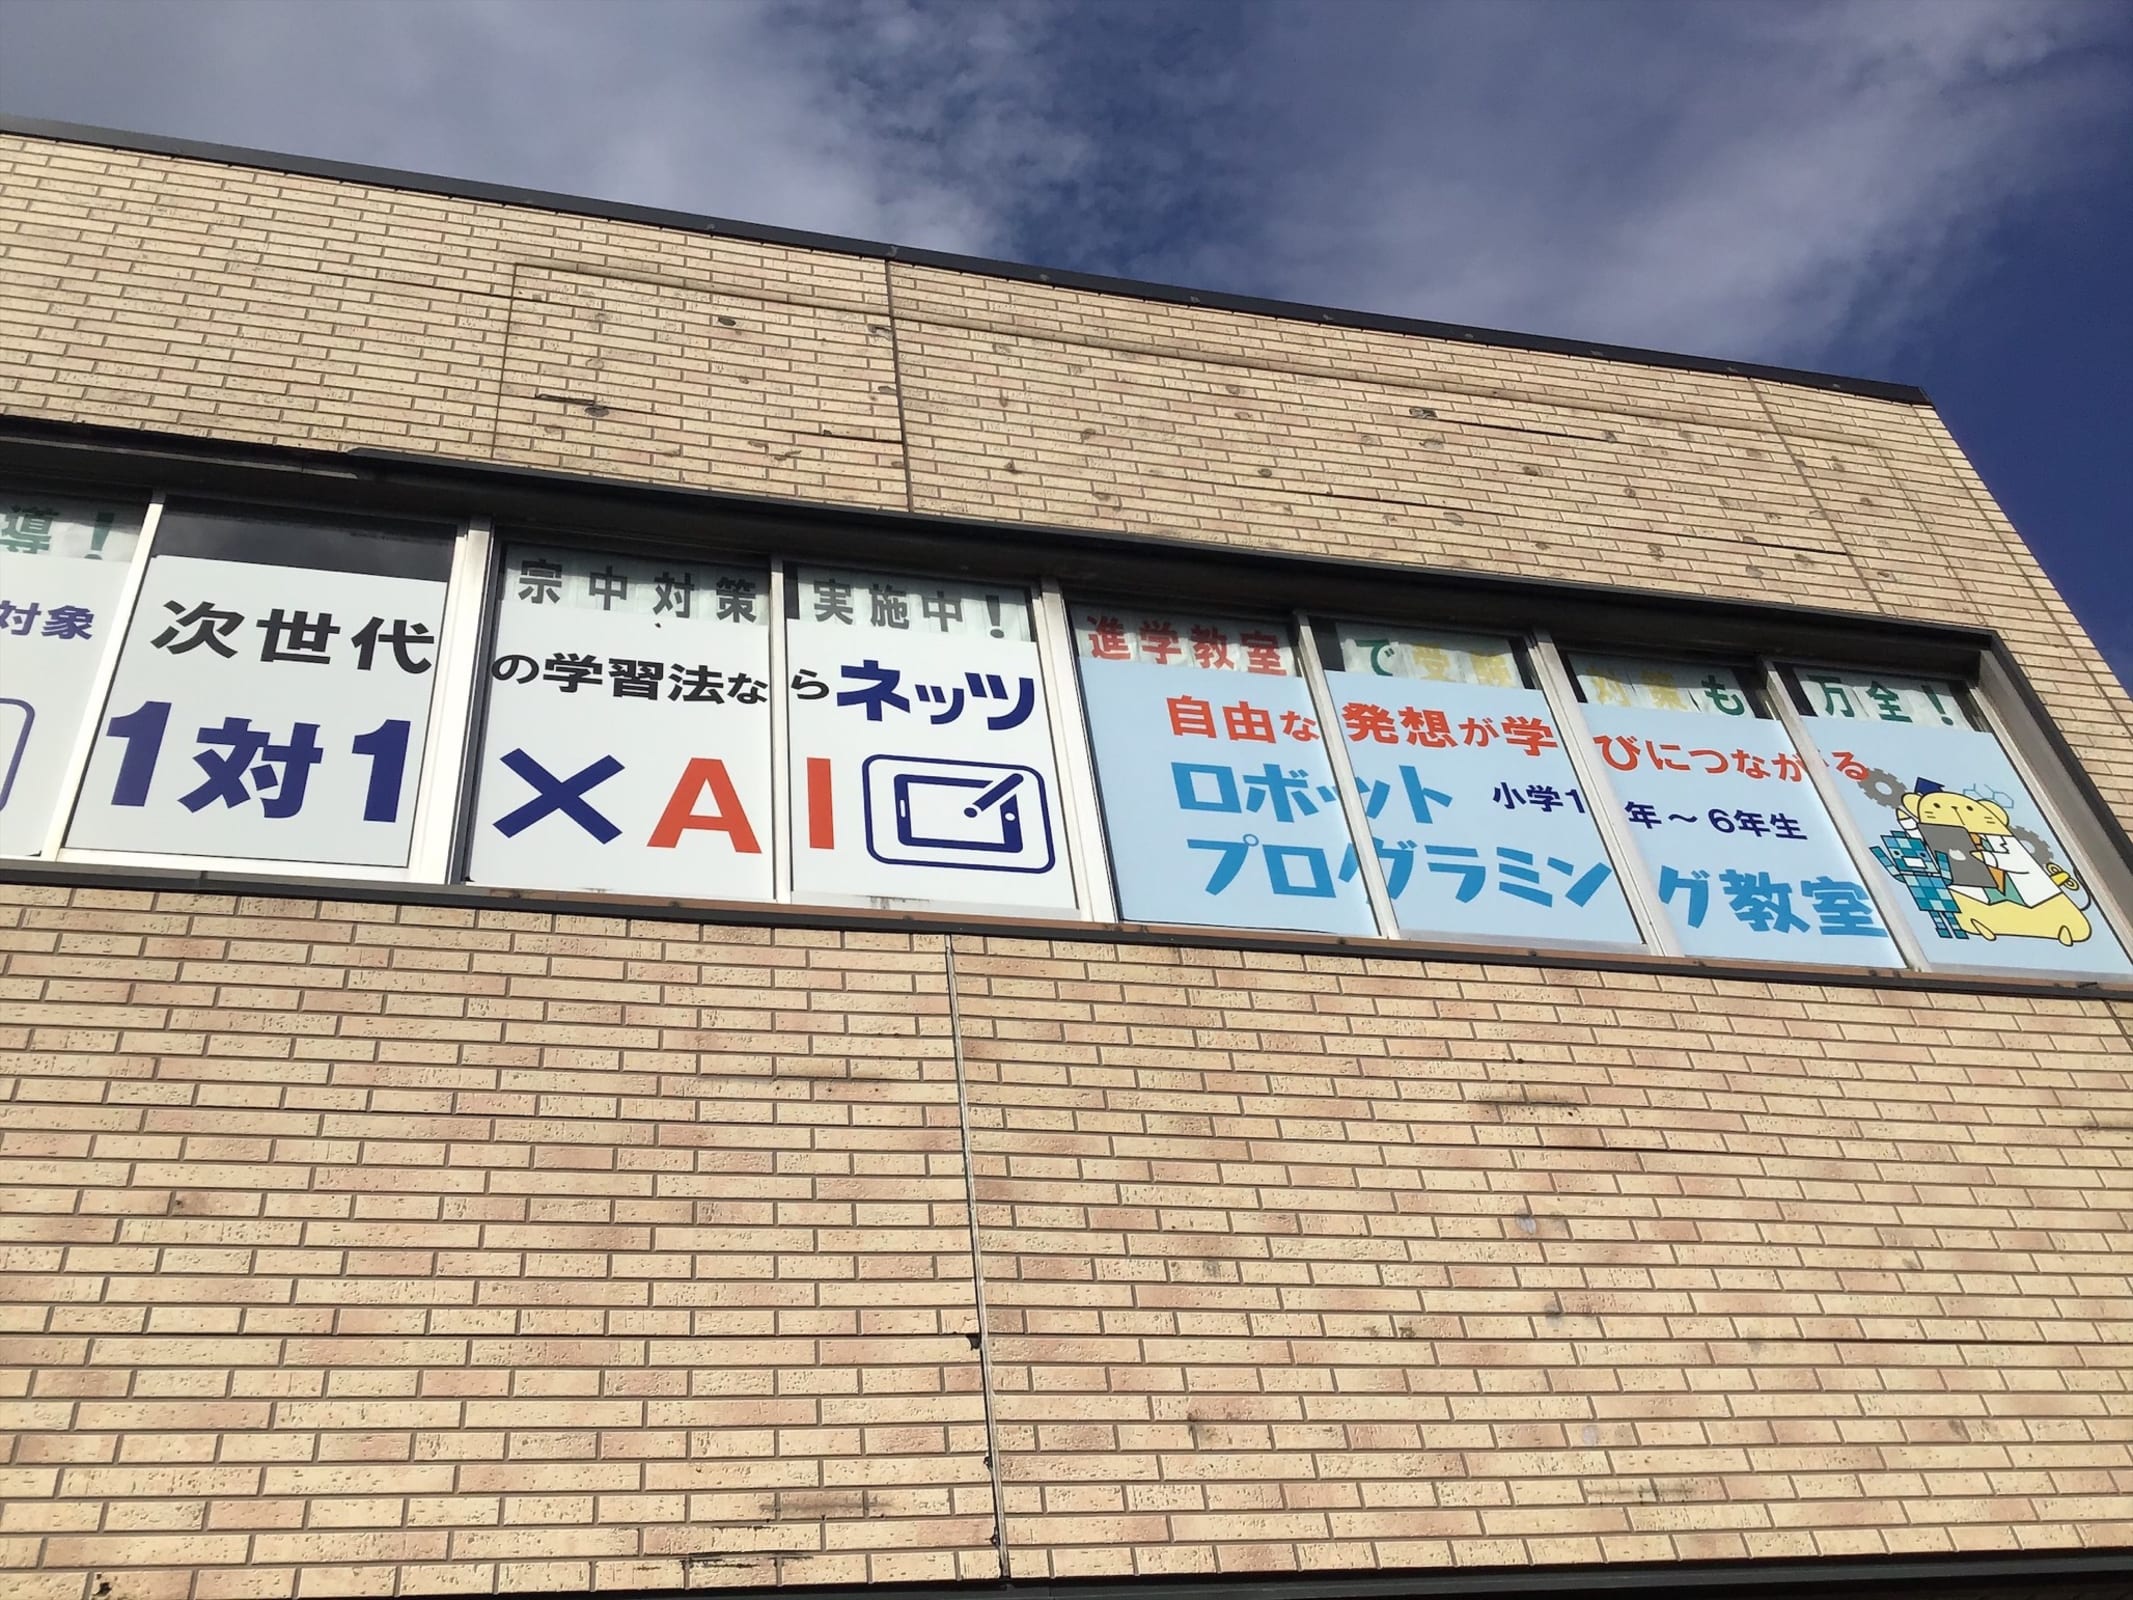 導!
対象
次世代の学習法ならネッツ
1対1×AI
宗中対策実施中!
進学教室で受験対策も万全!
自由な発想が学びにつながる
ロボット 小学1年～6年生
プログラミング教室